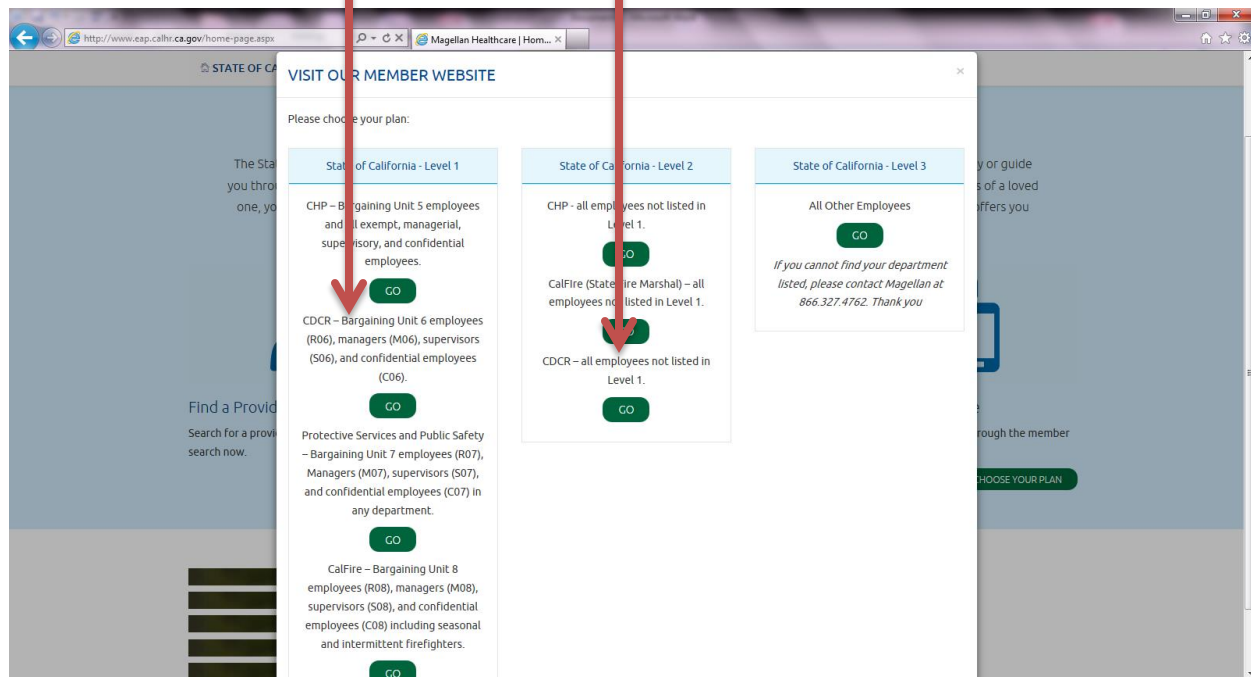 http://www.eap.calhr.ca.gov/home-page.aspx
Magellan Healthcare | Hom...
STATE OF CA
VISIT OUR MEMBER WEBSITE
Please choose your plan:
State of California - Level 1
CHP – Bargaining Unit 5 employees
and all exempt, managerial,
supervisory, and confidential
employees.
GO
CDCR – Bargaining Unit 6 employees
(R06), managers (M06), supervisors
(S06), and confidential employees
(C06).
GO
Protective Services and Public Safety
– Bargaining Unit 7 employees (R07),
Managers (M07), supervisors (S07),
and confidential employees (C07) in
any department.
GO
CalFire – Bargaining Unit 8
employees (R08), managers (M08),
supervisors (S08), and confidential
employees (C08) including seasonal
and intermittent firefighters.
GO
State of California - Level 2
CHP - all employees not listed in
Level 1.
GO
CalFIre (State Fire Marshal) – all
employees not listed in Level 1.
GO
CDCR – all employees not listed in
Level 1.
GO
State of California - Level 3
All Other Employees
GO
If you cannot find your department
listed, please contact Magellan at
866.327.4762. Thank you
The Sta
you thro
one, yo
y or guide
s of a loved
offers you
Find a Provid
Search for a provi
search now.
e
rough the member
CHOOSE YOUR PLAN